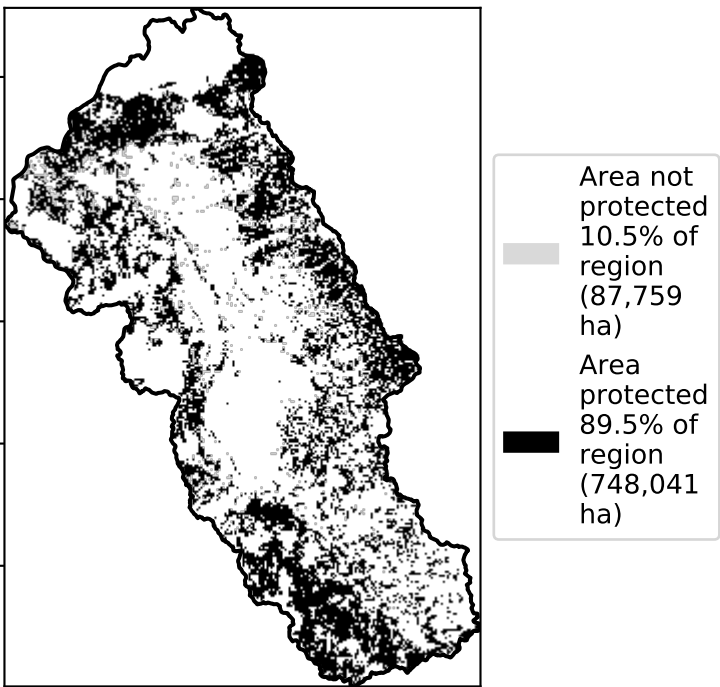 Area not
protected
10.5% of
region
(87,759
ha)
Area
protected
89.5% of
region
(748,041
ha)